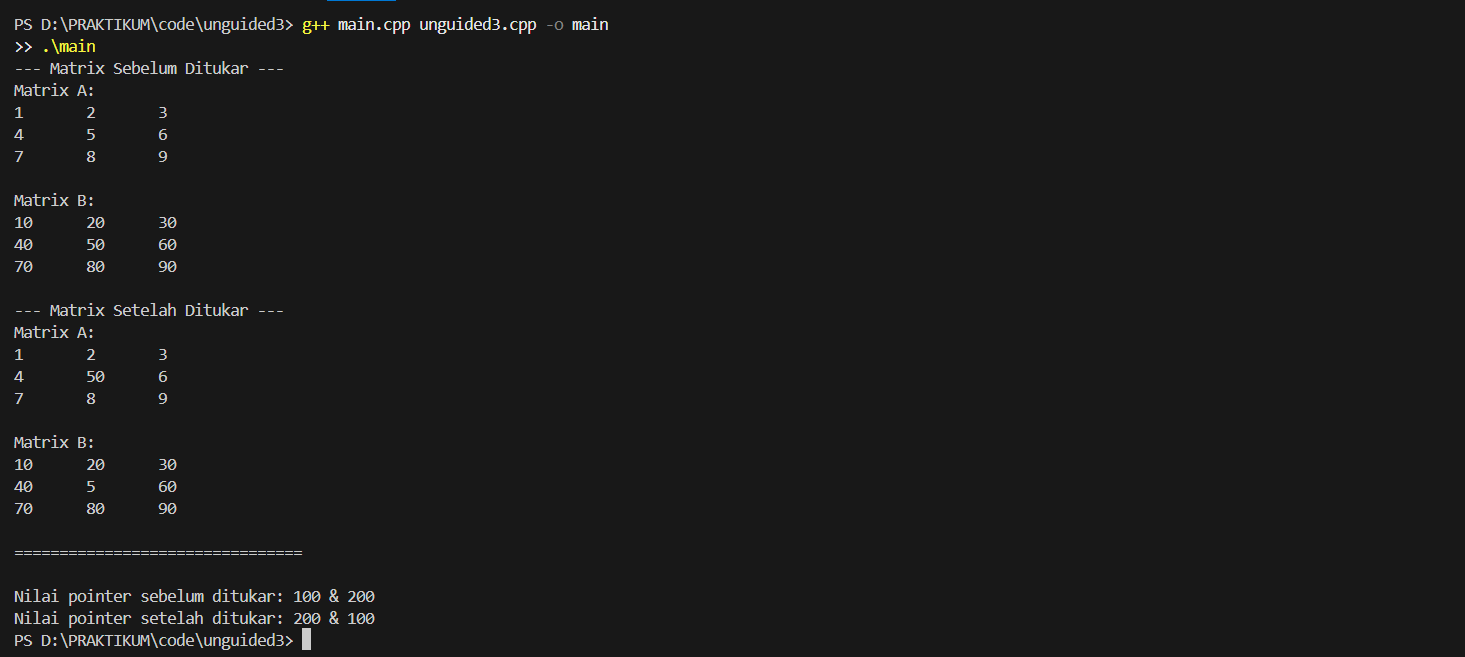 PS D:\PRAKTIKUM\code\unguided3> g++ main.cpp unguided3.cpp -o main
>> .\main
--- Matrix Sebelum Ditukar ---
Matrix A:
1 2 3
4 5 6
7 8 9
Matrix B:
10 20 30
40 50 60
70 80 90
--- Matrix Setelah Ditukar ---
Matrix A:
1 2 3
4 50 6
7 8 9
Matrix B:
10 20 30
40 5 60
70 80 90
================================
Nilai pointer sebelum ditukar: 100 & 200
Nilai pointer setelah ditukar: 200 & 100
PS D:\PRAKTIKUM\code\unguided3>